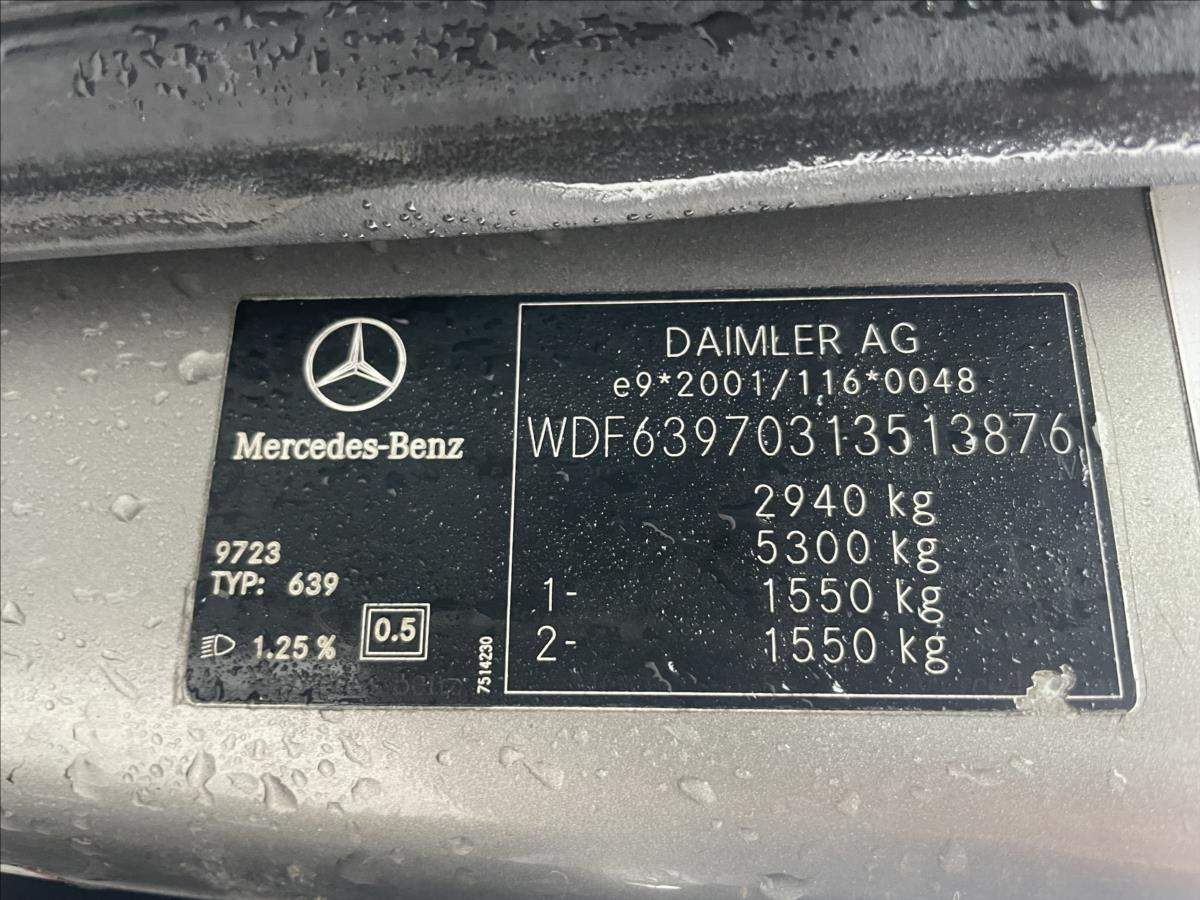 Mercedes-Benz
9723
TYP: 639
1.25 %
0.5
7514230
DAIMLER AG
e9*2001/116*0048
WDF63970313513876
2940 kg
5300 kg
1- 1550 kg
2- 1550 kg